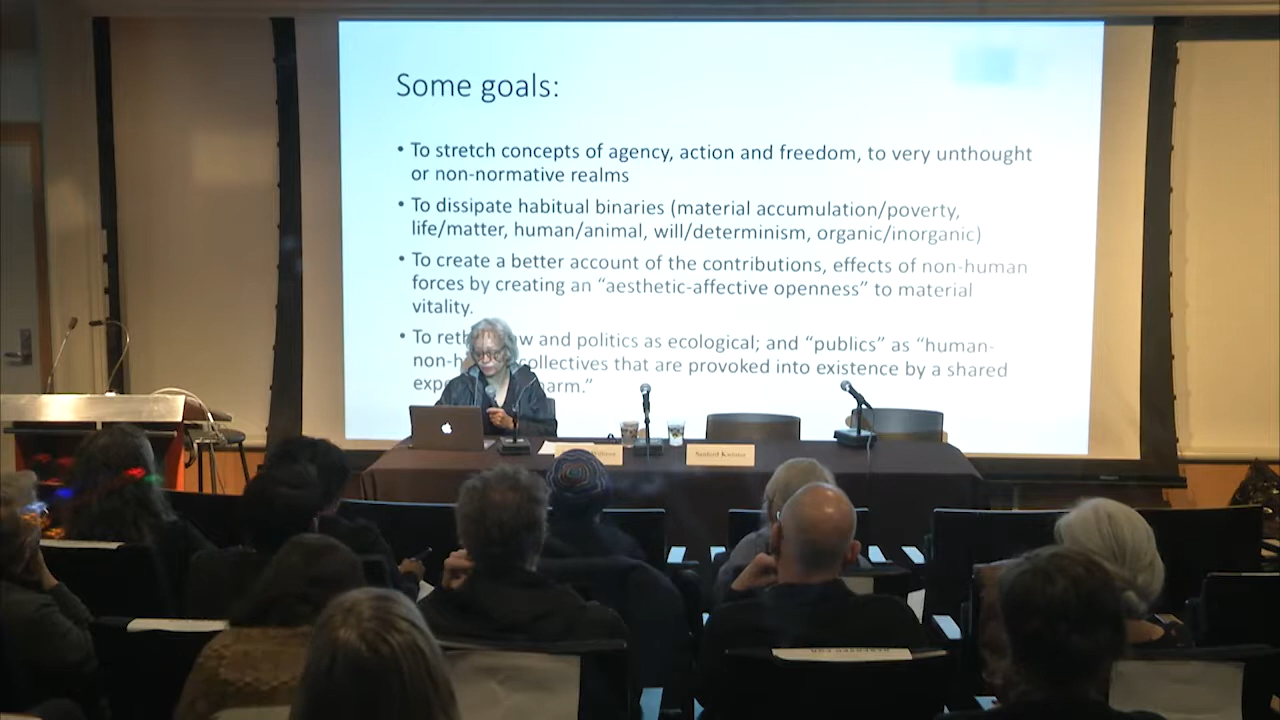 Some goals:
• To stretch concepts of agency, action and freedom, to very unthought
or non-normative realms
• To dissipate habitual binaries (material accumulation/poverty,
life/matter, human/animal, will/determinism, organic/inorganic)
• To create a better account of the contributions, effects of non-human
forces by creating an “aesthetic-affective openness” to material
vitality.
• To and politics as ecological; and “publics” as “human-
collectives that are provoked into existence by a shared
harm.”
Sanford Kwinter
RESERVED FOR